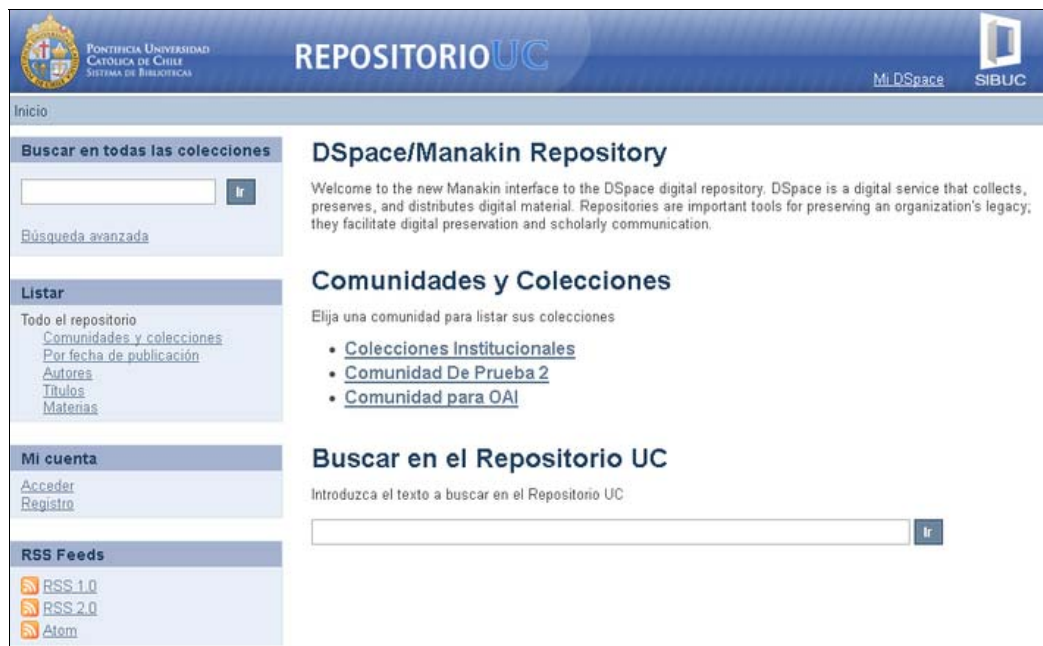 PONTIFICIA UNIVERSIDAD
CATÓLICA DE CHILE
SISTEMA DE BIBLIOTECAS
REPOSITORIOUC
Mi DSpace
SIBUC
Inicio
Buscar en todas las colecciones
Ir
Búsqueda avanzada
Listar
Todo el repositorio
Comunidades y colecciones
Por fecha de publicación
Autores
Títulos
Materias
Mi cuenta
Acceder
Registro
RSS Feeds
RSS 1.0
RSS 2.0
Atom
DSpace/Manakin Repository
Welcome to the new Manakin interface to the DSpace digital repository. DSpace is a digital service that collects,
preserves, and distributes digital material. Repositories are important tools for preserving an organization's legacy;
they facilitate digital preservation and scholarly communication.
Comunidades y Colecciones
Elija una comunidad para listar sus colecciones
• Colecciones Institucionales
• Comunidad De Prueba 2
• Comunidad para OAI
Buscar en el Repositorio UC
Introduzca el texto a buscar en el Repositorio UC
Ir